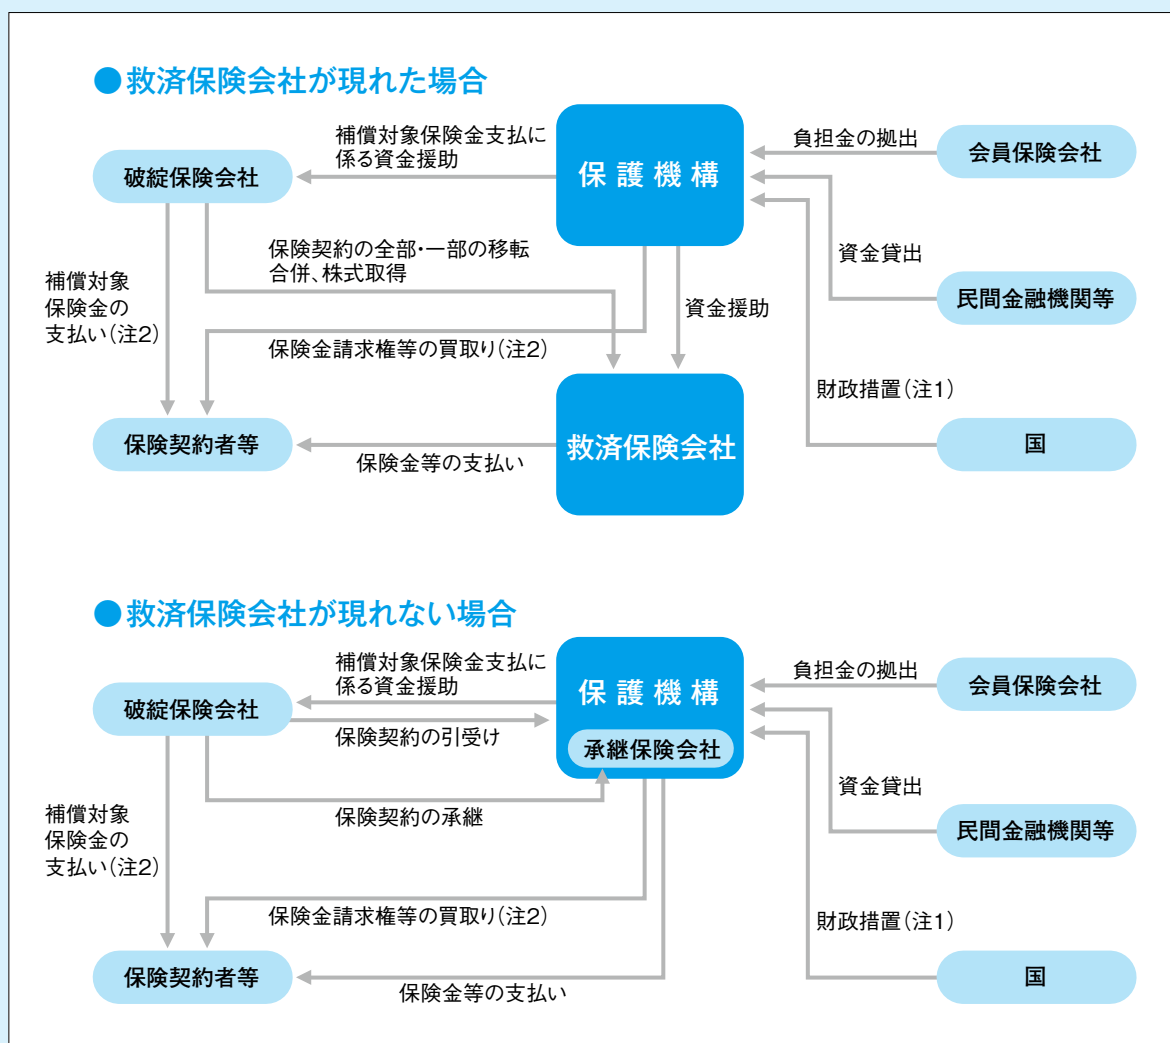 ●救済保険会社が現れた場合
補償対象保険金支払に
係る資金援助
負担金の拠出
会員保険会社
破綻保険会社
保護機構
保険契約の全部・一部の移転
合併、株式取得
資金貸出
補償対象
保険金の
支払い(注2)
民間金融機関等
資金援助
保険金請求権等の買取り(注2)
財政措置(注1)
保険契約者等
救済保険会社
国
保険金等の支払い
●救済保険会社が現れない場合
補償対象保険金支払に
係る資金援助
負担金の拠出
会員保険会社
破綻保険会社
保護機構
保険契約の引受け
承継保険会社
資金貸出
保険契約の承継
補償対象
保険金の
支払い(注2)
民間金融機関等
保険金請求権等の買取り(注2)
財政措置(注1)
保険契約者等
国
保険金等の支払い